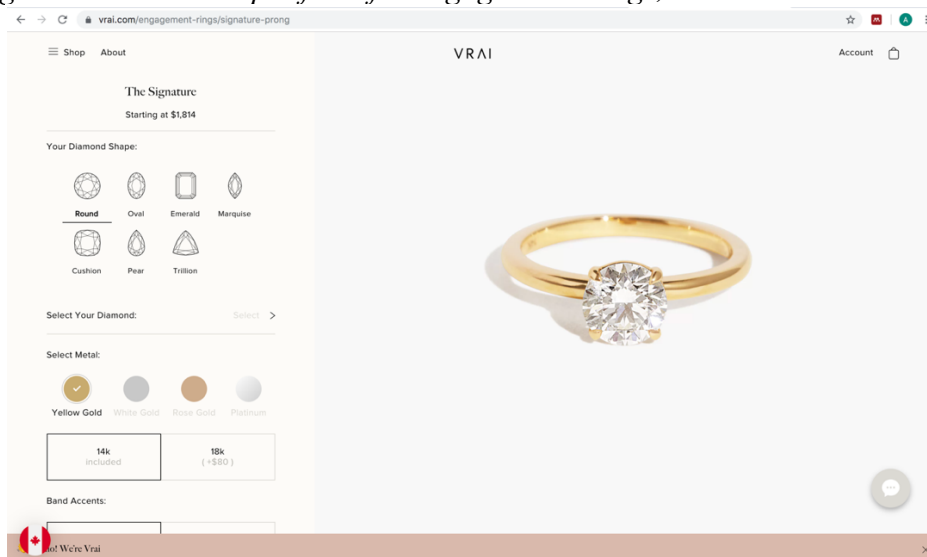 vrai.com/engagement-rings/signature-prong
A
Shop About
VRAI
Account
The Signature
Starting at $1,814
Your Diamond Shape:
Round Oval Emerald Marquise
Cushion Pear Trillion
Select Your Diamond: Select >
Select Metal:
Yellow Gold White Gold Rose Gold Platinum
14k 18k
included (+$80)
Band Accents:
We're Vrai